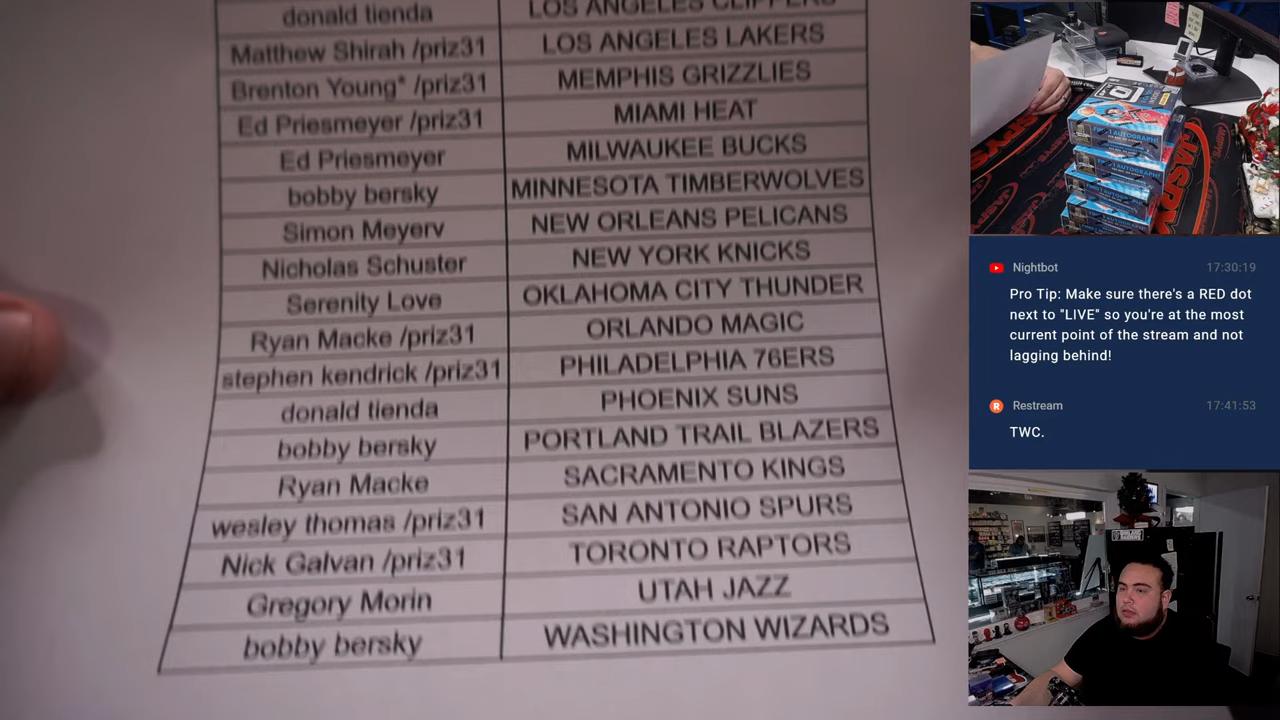 donald tienda LOS ANGELES CLIPPERS
Matthew Shirah /priz31 LOS ANGELES LAKERS
Brenton Young* /priz31 MEMPHIS GRIZZLIES
Ed Priesmeyer /priz31 MIAMI HEAT
Ed Priesmeyer MILWAUKEE BUCKS
bobby bersky MINNESOTA TIMBERWOLVES
Simon Meyerv NEW ORLEANS PELICANS
Nicholas Schuster NEW YORK KNICKS
Serenity Love OKLAHOMA CITY THUNDER
Ryan Macke /priz31 ORLANDO MAGIC
stephen kendrick /priz31 PHILADELPHIA 76ERS
donald tienda PHOENIX SUNS
bobby bersky PORTLAND TRAIL BLAZERS
Ryan Macke SACRAMENTO KINGS
wesley thomas /priz31 SAN ANTONIO SPURS
Nick Galvan /priz31 TORONTO RAPTORS
Gregory Morin UTAH JAZZ
bobby bersky WASHINGTON WIZARDS
AUTOGRAPH!
AUTOGRAPH!
JASPY
Nightbot 17:30:19
Pro Tip: Make sure there's a RED dot
next to "LIVE" so you're at the most
current point of the stream and not
lagging behind!
R Restream 17:41:53
TWC.